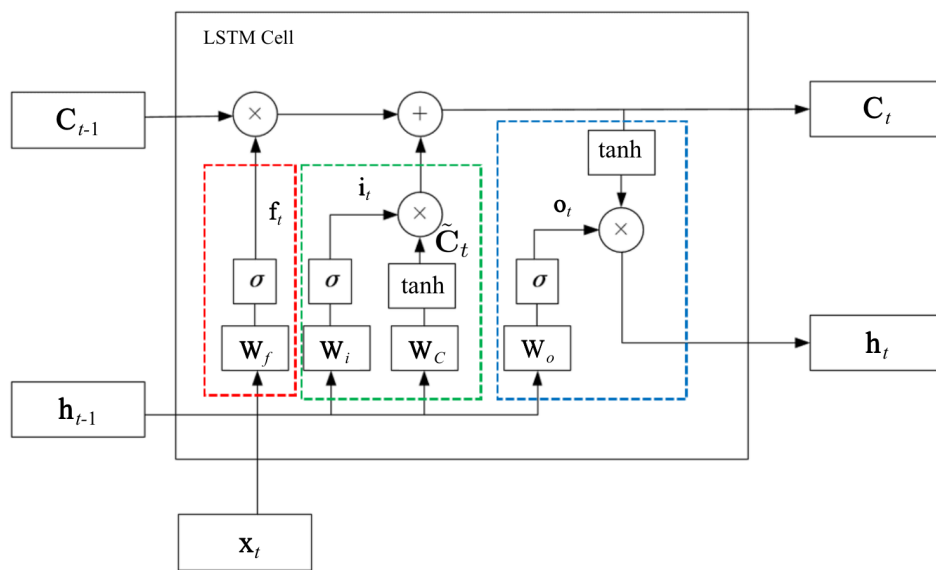 LSTM Cell
C_{t-1}
×
+
C_t
tanh
f_t
i_t
×
o_t
×
C̃_t
σ
σ
tanh
σ
W_f
W_i
W_C
W_o
h_t
h_{t-1}
x_t